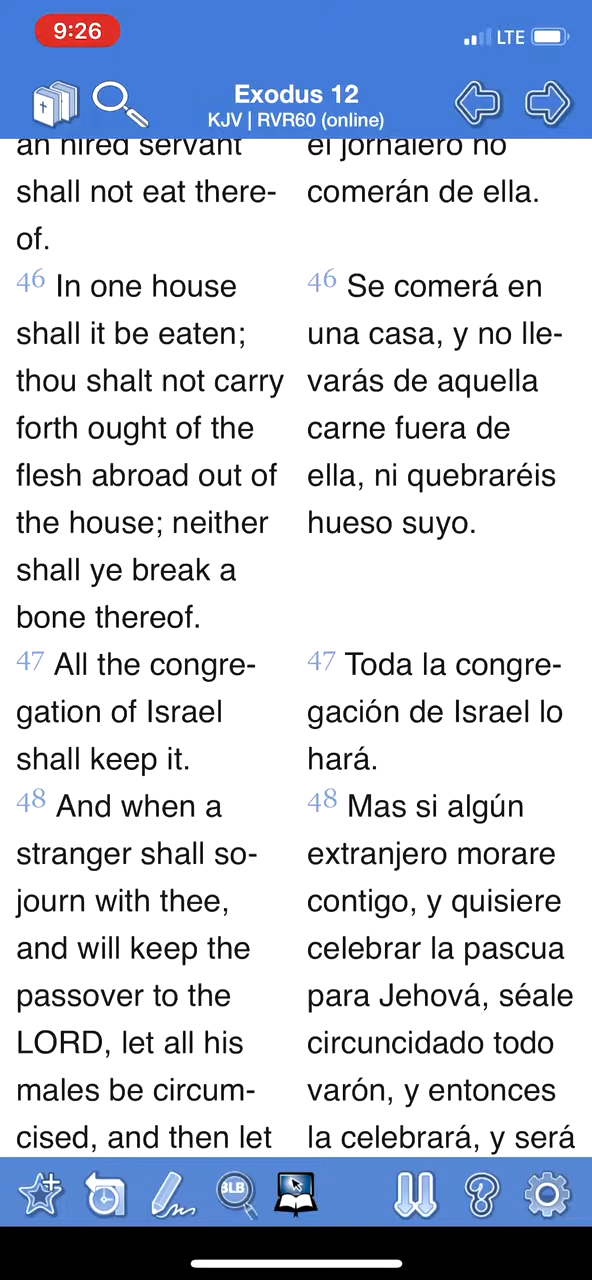 9:26
LTE
Exodus 12
KJV | RVR60 (online)
an hired servant
shall not eat there-
of.
46 In one house
shall it be eaten;
thou shalt not carry
forth ought of the
flesh abroad out of
the house; neither
shall ye break a
bone thereof.
47 All the congre-
gation of Israel
shall keep it.
48 And when a
stranger shall so-
journ with thee,
and will keep the
passover to the
LORD, let all his
males be circum-
cised, and then let
el jornalero no
comerán de ella.
46 Se comerá en
una casa, y no lle-
varás de aquella
carne fuera de
ella, ni quebraréis
hueso suyo.
47 Toda la congre-
gación de Israel lo
hará.
48 Mas si algún
extranjero morare
contigo, y quisiere
celebrar la pascua
para Jehová, séale
circuncidado todo
varón, y entonces
la celebrará, y será
BLB